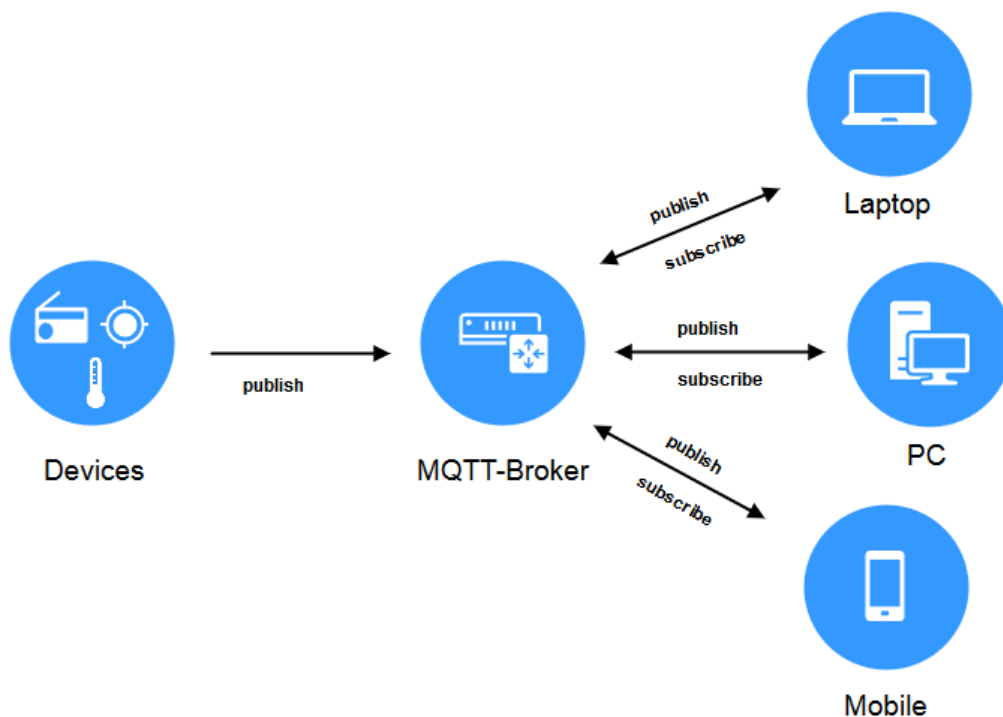 Laptop
publish
subscribe
publish
subscribe
publish
subscribe
publish
Devices
MQTT-Broker
PC
Mobile